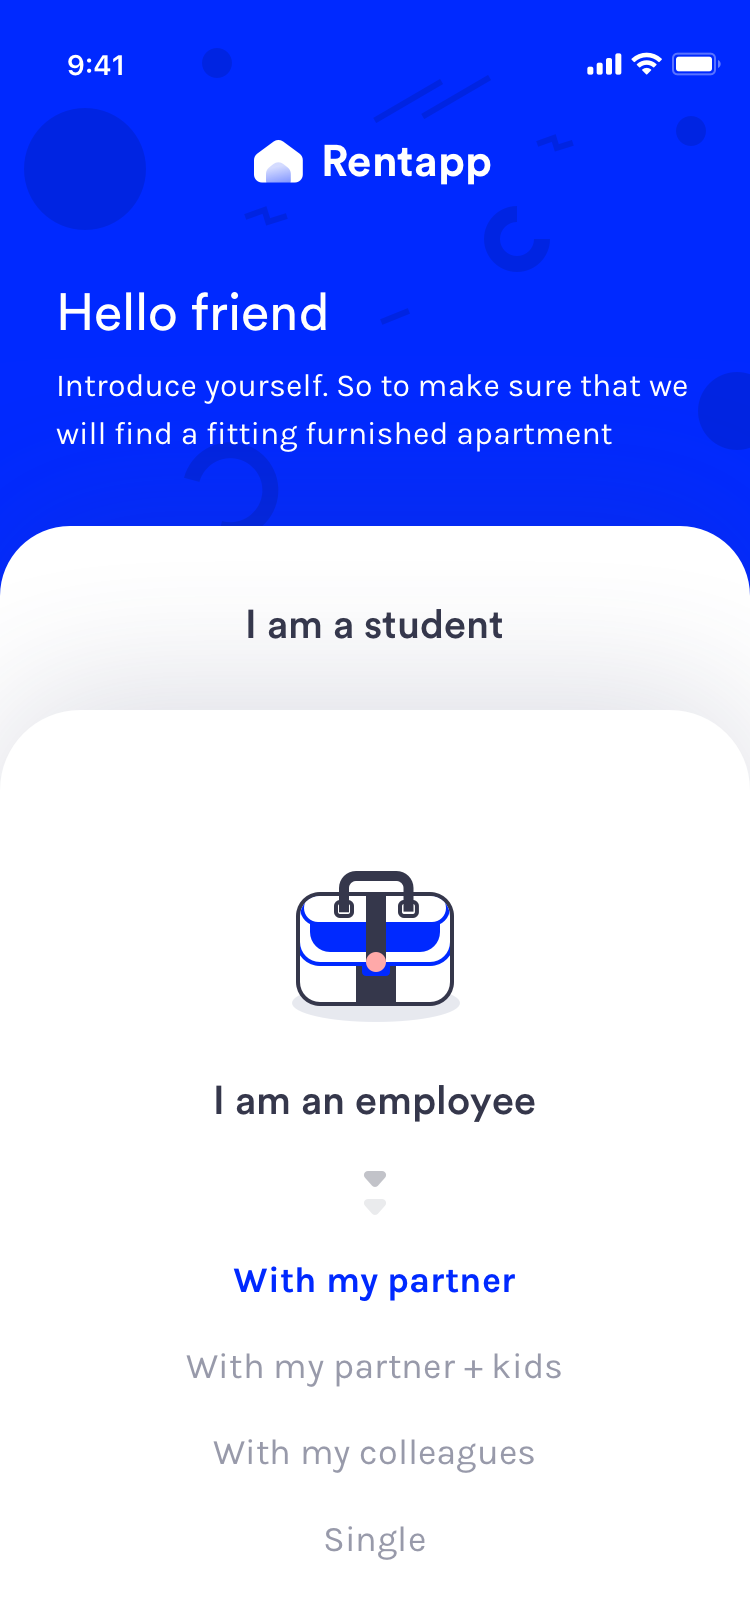 9:41
Rentapp
Hello friend
Introduce yourself. So to make sure that we
will find a fitting furnished apartment
I am a student
I am an employee
With my partner
With my partner + kids
With my colleagues
Single